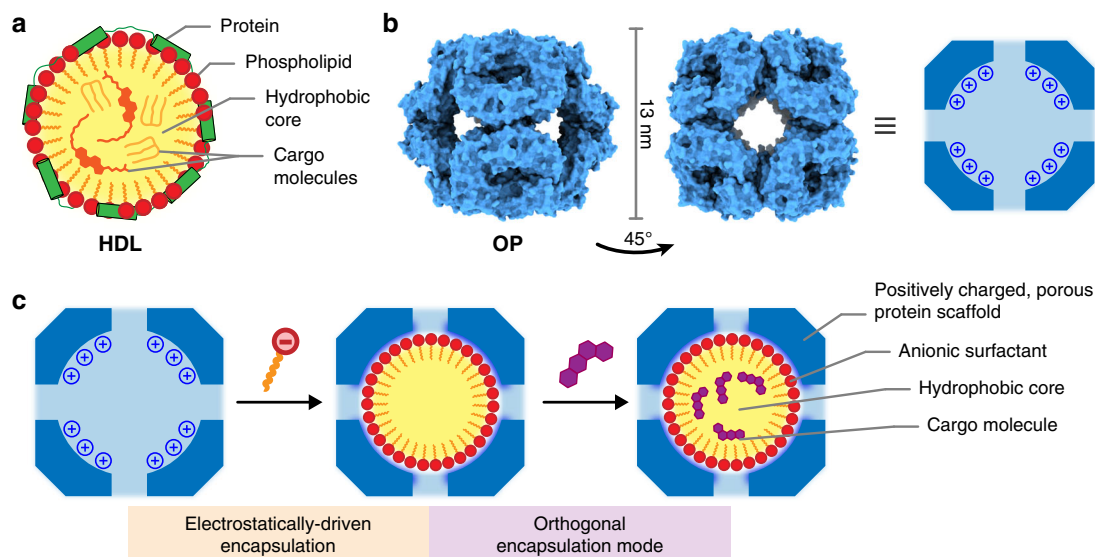 a
Protein
Phospholipid
Hydrophobic
core
Cargo
molecules
HDL
b
13 nm
≡
OP
45°
c
Positively charged, porous
protein scaffold
Anionic surfactant
Hydrophobic core
Cargo molecule
Electrostatically-driven
encapsulation
Orthogonal
encapsulation mode